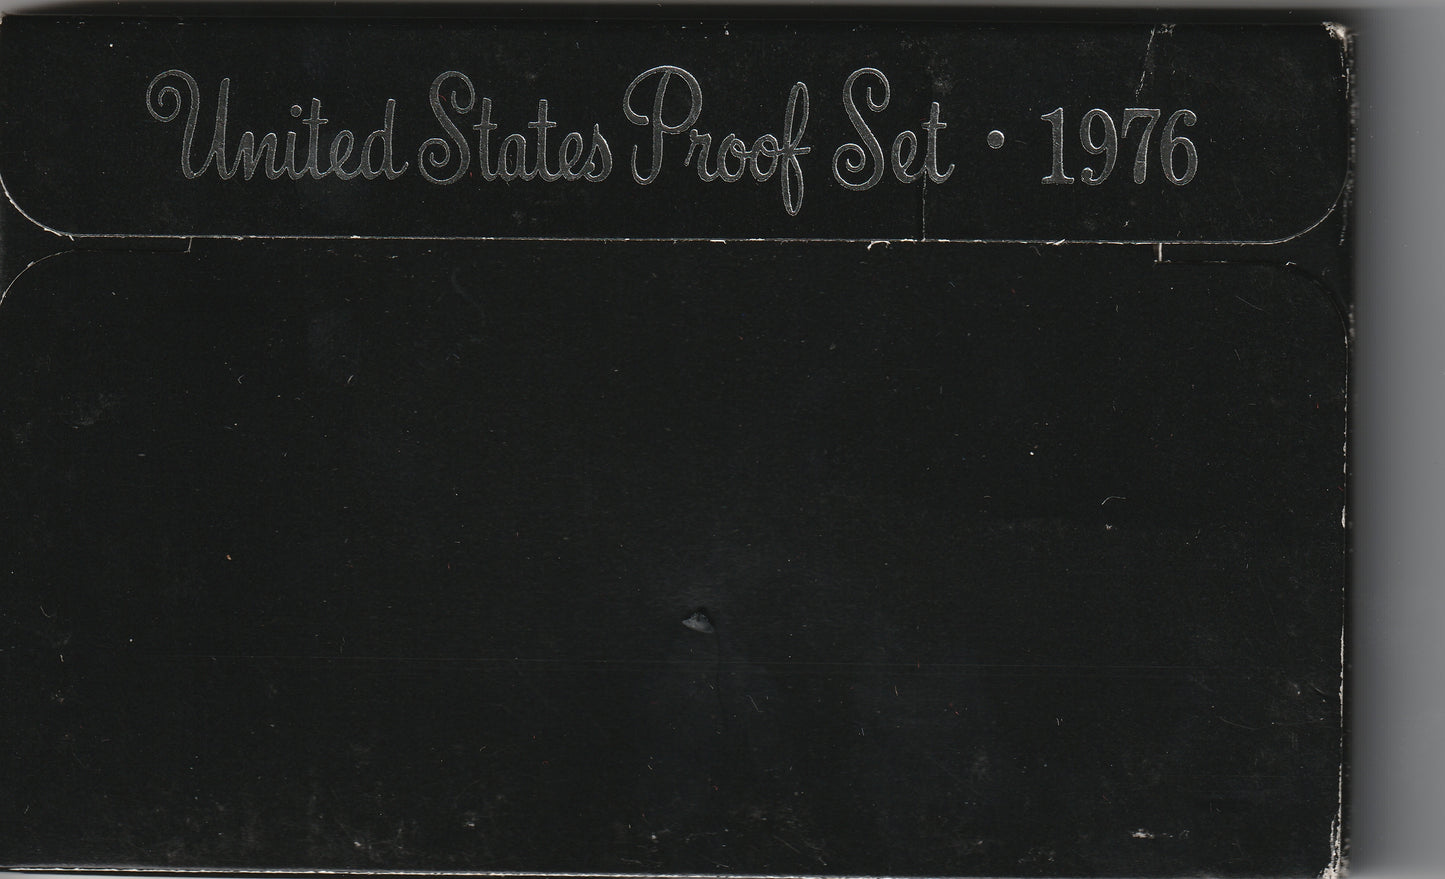 United States Proof Set · 1976